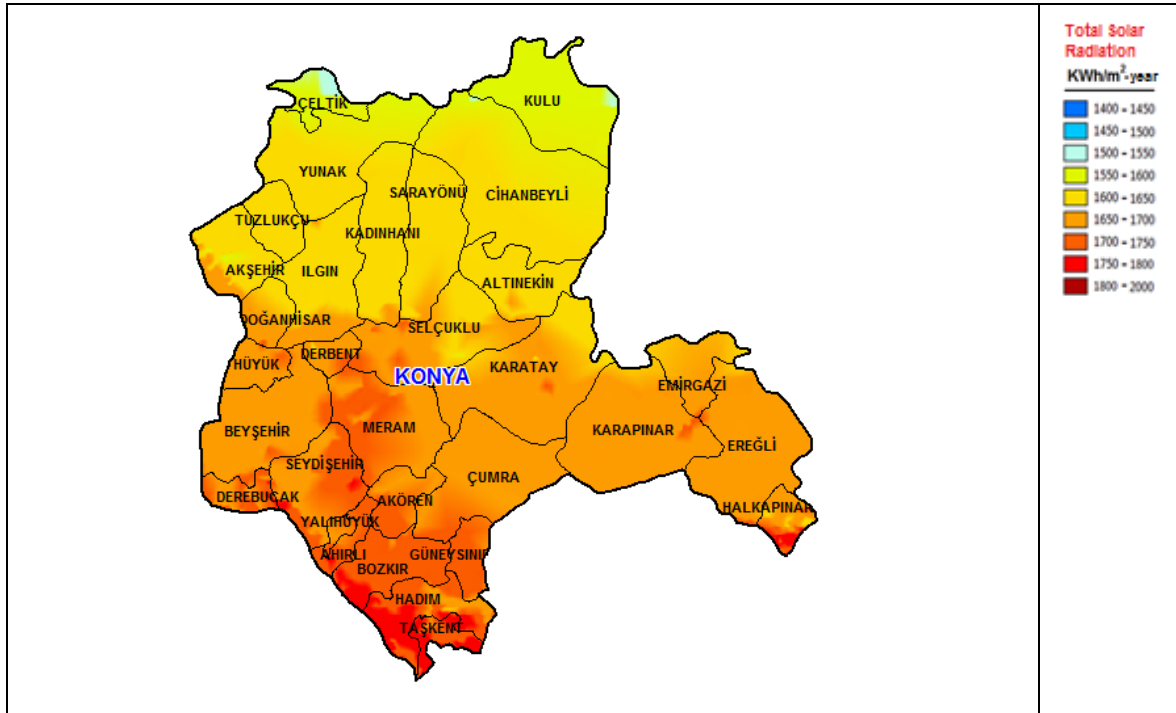 Total Solar
Radiation
KWh/m²-year
1400 - 1450
1450 - 1500
1500 - 1550
1550 - 1600
1600 - 1650
1650 - 1700
1700 - 1750
1750 - 1800
1800 - 2000
KULU
ÇELTİK
YUNAK
SARAYÖNÜ
CİHANBEYLİ
TUZLUKÇU
KADINHANI
AKŞEHİR
ILGIN
ALTINEKİN
DOĞANHİSAR
SELÇUKLU
DERBENT
HÜYÜK
KARATAY
KONYA
EMİRGAZİ
MERAM
KARAPINAR
BEYŞEHİR
EREĞLİ
SEYDİŞEHİR
ÇUMRA
DEREBUCAK
AKÖREN
HALKAPINAR
YALIHÜYÜK
AHIRLI
GÜNEYSINIR
BOZKIR
HADIM
TAŞKENT